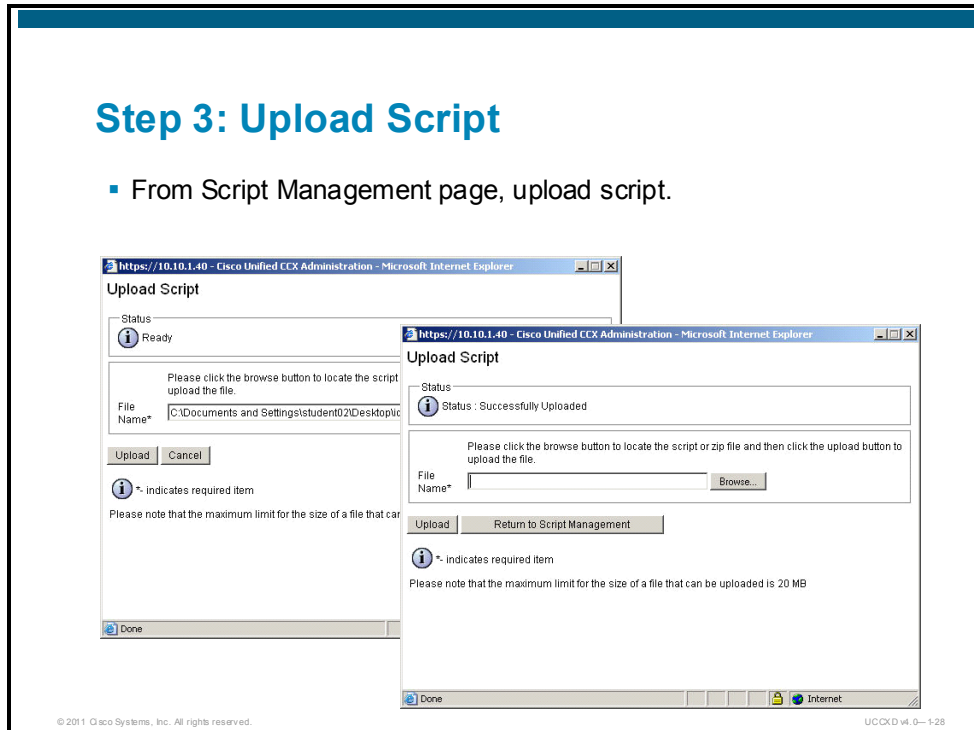 Step 3: Upload Script
▪ From Script Management page, upload script.
https://10.10.1.40 - Cisco Unified CCX Administration - Microsoft Internet Explorer
Upload Script
Status
Ready
Please click the browse button to locate the script
upload the file.
File
Name*
C:\Documents and Settings\student02\Desktop\ic
Upload Cancel
*- indicates required item
Please note that the maximum limit for the size of a file that car
Done
https://10.10.1.40 - Cisco Unified CCX Administration - Microsoft Internet Explorer
Upload Script
Status
Status : Successfully Uploaded
Please click the browse button to locate the script or zip file and then click the upload button to
upload the file.
File
Name*
Browse...
Upload Return to Script Management
*- indicates required item
Please note that the maximum limit for the size of a file that can be uploaded is 20 MB
Done Internet
© 2011 Cisco Systems, Inc. All rights reserved.
UCCXD v4.0—1-28